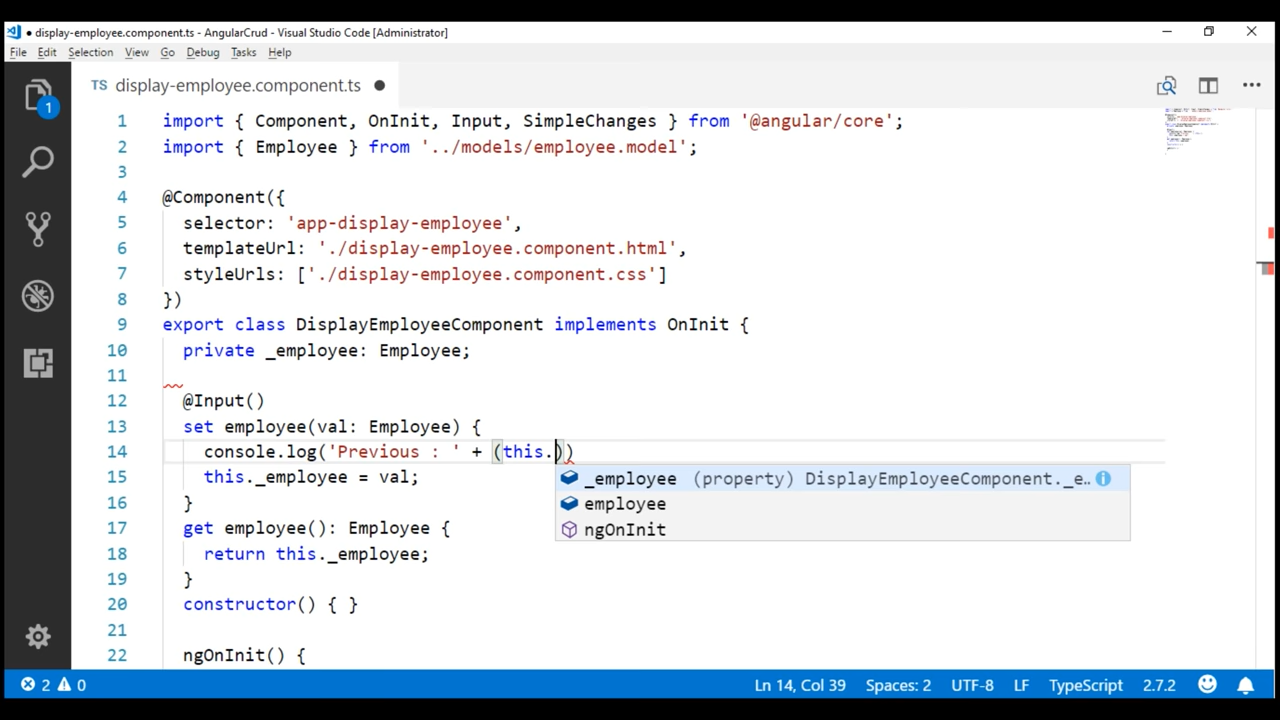 display-employee.component.ts - AngularCrud - Visual Studio Code [Administrator]
File Edit Selection View Go Debug Tasks Help
TS display-employee.component.ts
1
1 import { Component, OnInit, Input, SimpleChanges } from '@angular/core';
2 import { Employee } from '../models/employee.model';
3
4 @Component({
5 selector: 'app-display-employee',
6 templateUrl: './display-employee.component.html',
7 styleUrls: ['./display-employee.component.css']
8 })
9 export class DisplayEmployeeComponent implements OnInit {
10 private _employee: Employee;
11
12 @Input()
13 set employee(val: Employee) {
14 console.log('Previous : ' + (this.))
_employee (property) DisplayEmployeeComponent._e…
15 this._employee = val;
employee
16 }
ngOnInit
17 get employee(): Employee {
18 return this._employee;
19 }
20 constructor() { }
21
22 ngOnInit() {
2 0 Ln 14, Col 39 Spaces: 2 UTF-8 LF TypeScript 2.7.2